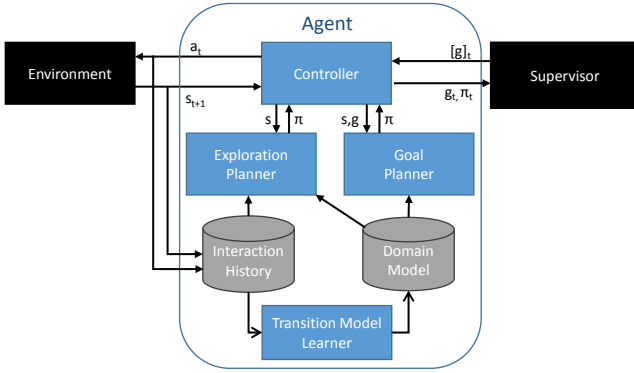 Agent
a_t
[g]_t
Environment
Controller
Supervisor
s_{t+1}
g_t, π_t
s
π
s,g
π
Exploration
Planner
Goal
Planner
Interaction
History
Domain
Model
Transition Model
Learner